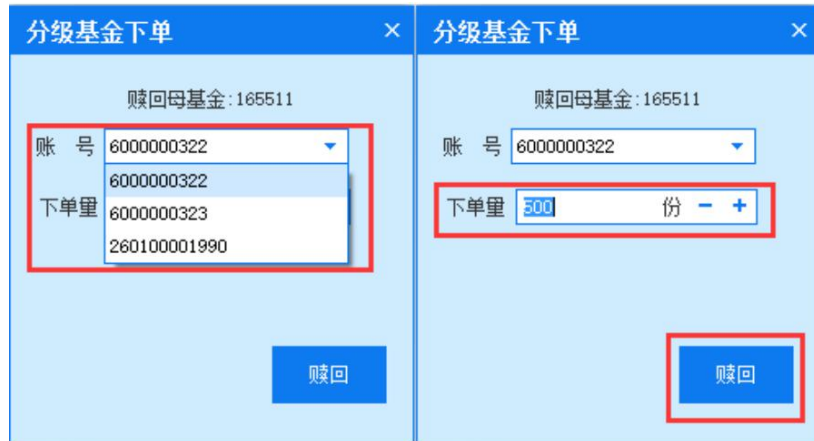 分级基金下单 ×
赎回母基金:165511
账 号 6000000322
6000000322
下单量 6000000323
260100001990
赎回
分级基金下单 ×
赎回母基金:165511
账 号 6000000322
下单量 500 份 − +
赎回